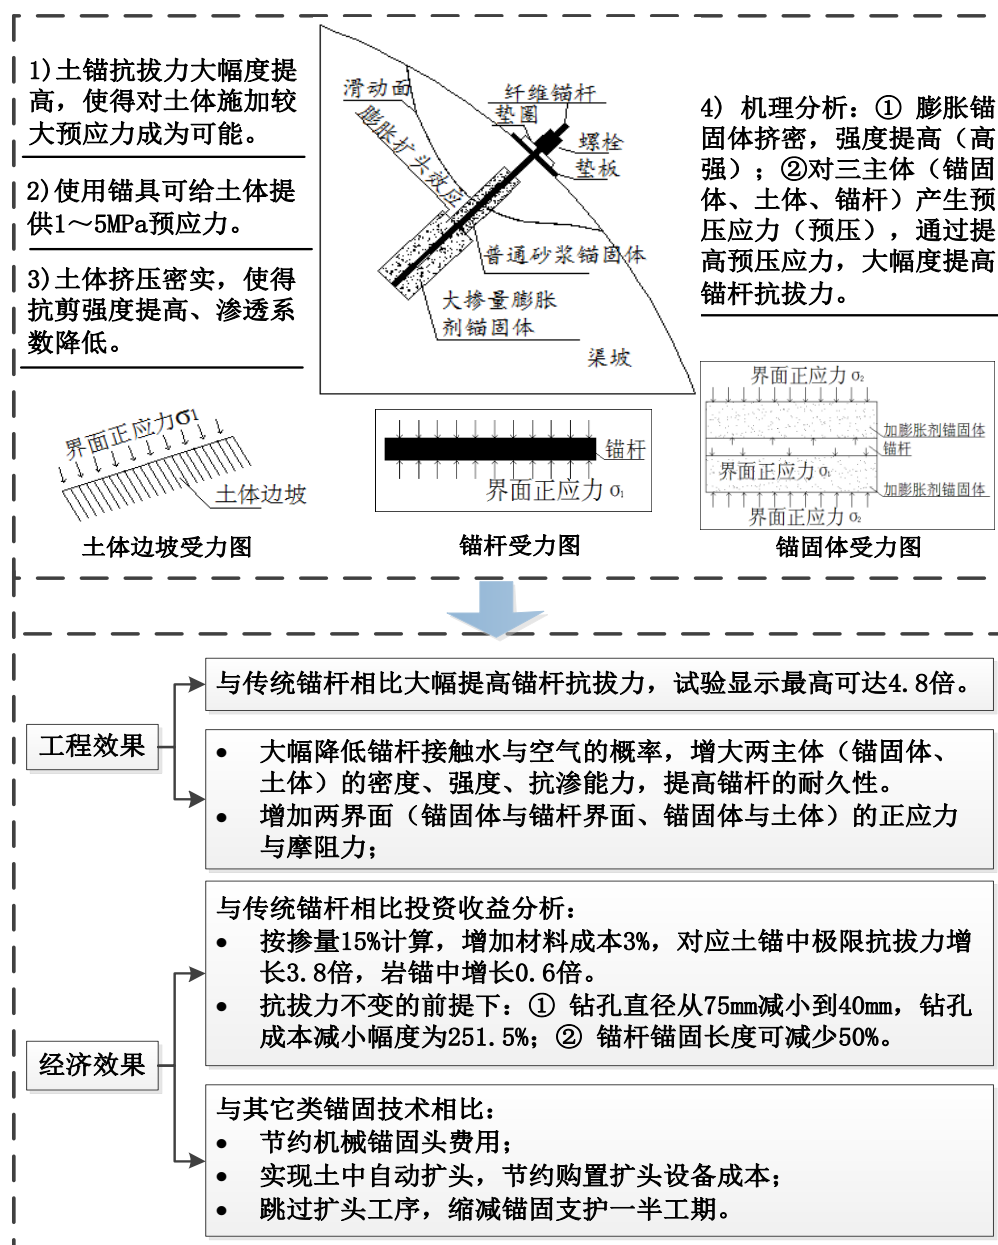 1)土锚抗拔力大幅度提
高，使得对土体施加较
大预应力成为可能。
2)使用锚具可给土体提
供1～5MPa预应力。
3)土体挤压密实，使得
抗剪强度提高、渗透系
数降低。
滑动面
膨胀扩头效应
纤维锚杆
垫圈
螺栓
垫板
普通砂浆锚固体
大掺量膨胀
剂锚固体
渠坡
4) 机理分析：① 膨胀锚
固体挤密，强度提高（高
强）；②对三主体（锚固
体、土体、锚杆）产生预
压应力（预压），通过提
高预压应力，大幅度提高
锚杆抗拔力。
界面正应力σ1
土体边坡
土体边坡受力图
锚杆
界面正应力σ1
锚杆受力图
界面正应力σ2
加膨胀剂锚固体
锚杆
界面正应力σ1
加膨胀剂锚固体
界面正应力σ2
锚固体受力图
工程效果
与传统锚杆相比大幅提高锚杆抗拔力，试验显示最高可达4.8倍。
• 大幅降低锚杆接触水与空气的概率，增大两主体（锚固体、
土体）的密度、强度、抗渗能力，提高锚杆的耐久性。
• 增加两界面（锚固体与锚杆界面、锚固体与土体）的正应力
与摩阻力；
经济效果
与传统锚杆相比投资收益分析：
• 按掺量15%计算，增加材料成本3%，对应土锚中极限抗拔力增
长3.8倍，岩锚中增长0.6倍。
• 抗拔力不变的前提下：① 钻孔直径从75mm减小到40mm，钻孔
成本减小幅度为251.5%；② 锚杆锚固长度可减少50%。
与其它类锚固技术相比：
• 节约机械锚固头费用；
• 实现土中自动扩头，节约购置扩头设备成本；
• 跳过扩头工序，缩减锚固支护一半工期。